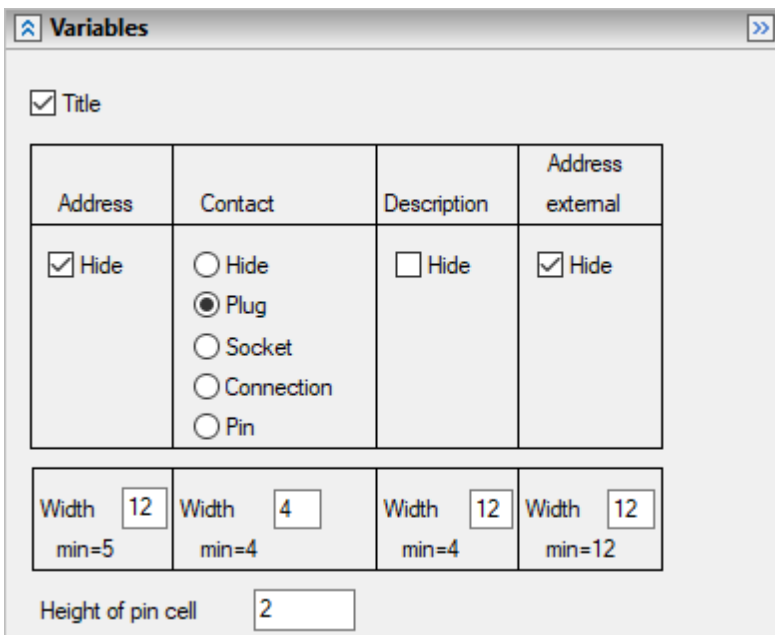 Variables
Title
Address Contact Description Address external
Hide Hide Hide Hide
Plug
Socket
Connection
Pin
Width 12 Width 4 Width 12 Width 12
min=5 min=4 min=4 min=12
Height of pin cell 2